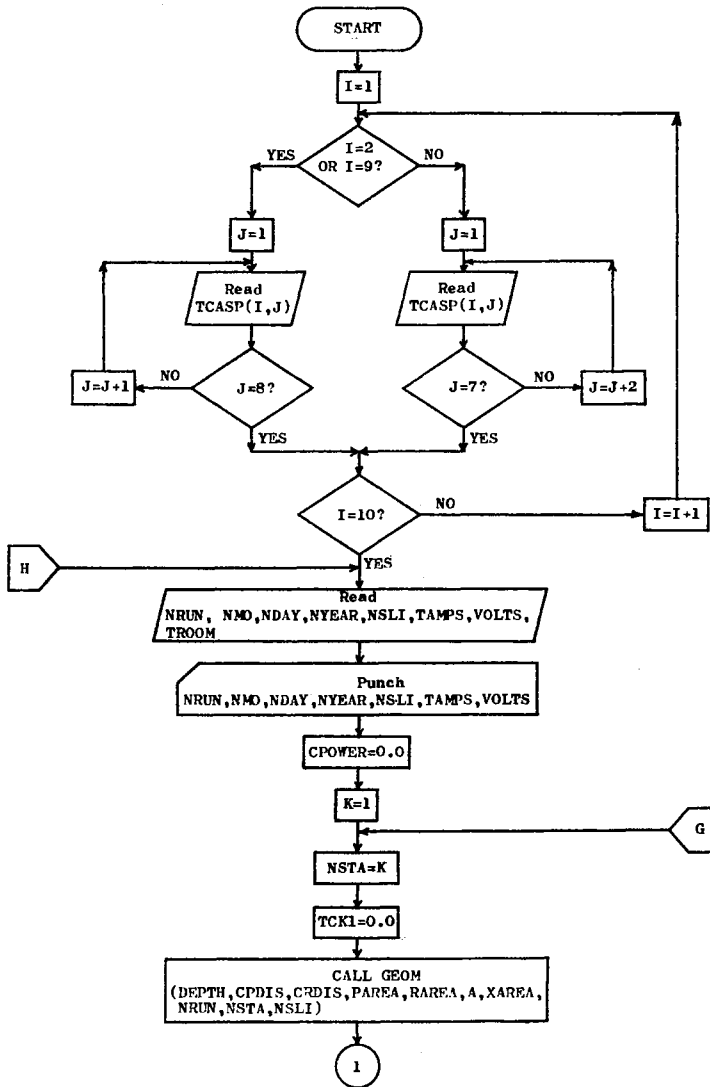 START
I=1
I=2
OR I=9?
YES
NO
J=1
J=1
Read
TCASP(I,J)
Read
TCASP(I,J)
J=J+1
NO
J=8?
J=7?
NO
J=J+2
YES
YES
I=10?
NO
I=I+1
H
YES
Read
NRUN, NMO,NDAY,NYEAR,NSLI,TAMPS,VOLTS,
TROOM
Punch
NRUN,NMO,NDAY,NYEAR,NSLI,TAMPS,VOLTS
CPOWER=0.0
K=1
G
NSTA=K
TCK1=0.0
CALL GEOM
(DEPTH,CPDIS,CRDIS,PAREA,RAREA,A,XAREA,
NRUN,NSTA,NSLI)
1